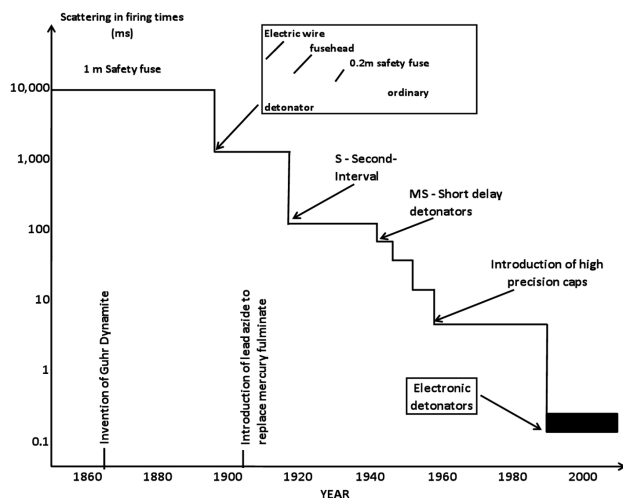 Scattering in firing times
(ms)
Electric wire
fusehead
0.2m safety fuse
ordinary
detonator
1 m Safety fuse
10,000
1,000
100
10
1
0.1
S - Second-
Interval
MS - Short delay
detonators
Introduction of high
precision caps
Electronic
detonators
Invention of Guhr Dynamite
Introduction of lead azide to
replace mercury fulminate
1860
1880
1900
1920
1940
1960
1980
2000
YEAR